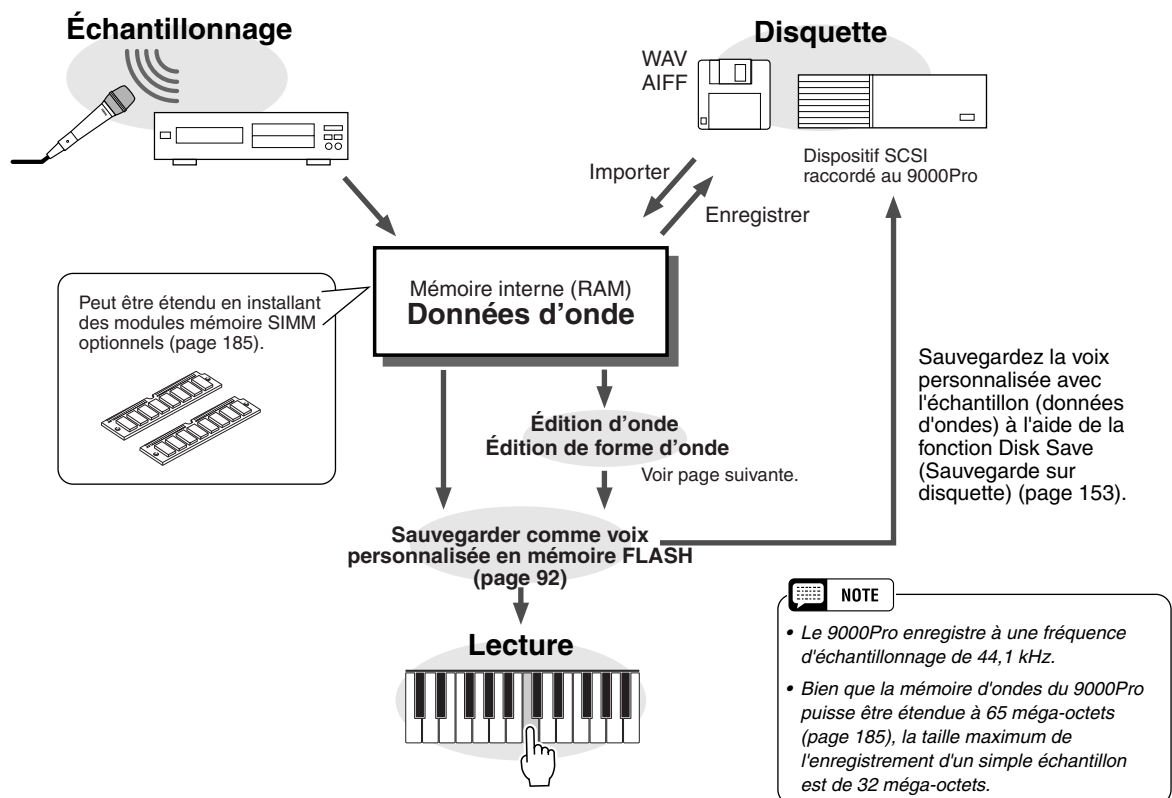 Échantillonnage
Disquette
WAV
AIFF
Dispositif SCSI
raccordé au 9000Pro
Importer
Enregistrer
Mémoire interne (RAM)
Données d'onde
Peut être étendu en installant
des modules mémoire SIMM
optionnels (page 185).
Édition d'onde
Édition de forme d'onde
Voir page suivante.
Sauvegardez la voix
personnalisée avec
l'échantillon (données
d'ondes) à l'aide de la
fonction Disk Save
(Sauvegarde sur
disquette) (page 153).
Sauvegarder comme voix
personnalisée en mémoire FLASH
(page 92)
Lecture
NOTE
• Le 9000Pro enregistre à une fréquence
d'échantillonnage de 44,1 kHz.
• Bien que la mémoire d'ondes du 9000Pro
puisse être étendue à 65 méga-octets
(page 185), la taille maximum de
l'enregistrement d'un simple échantillon
est de 32 méga-octets.